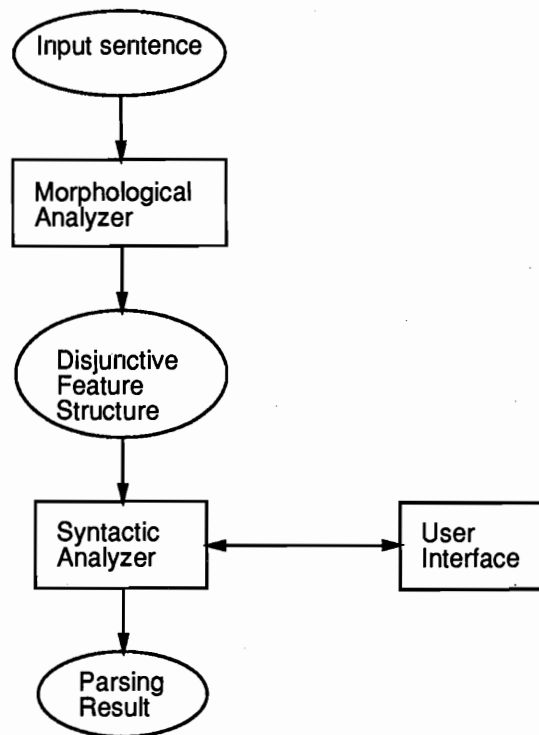 Input sentence
Morphological
Analyzer
Disjunctive
Feature
Structure
Syntactic
Analyzer
User
Interface
Parsing
Result